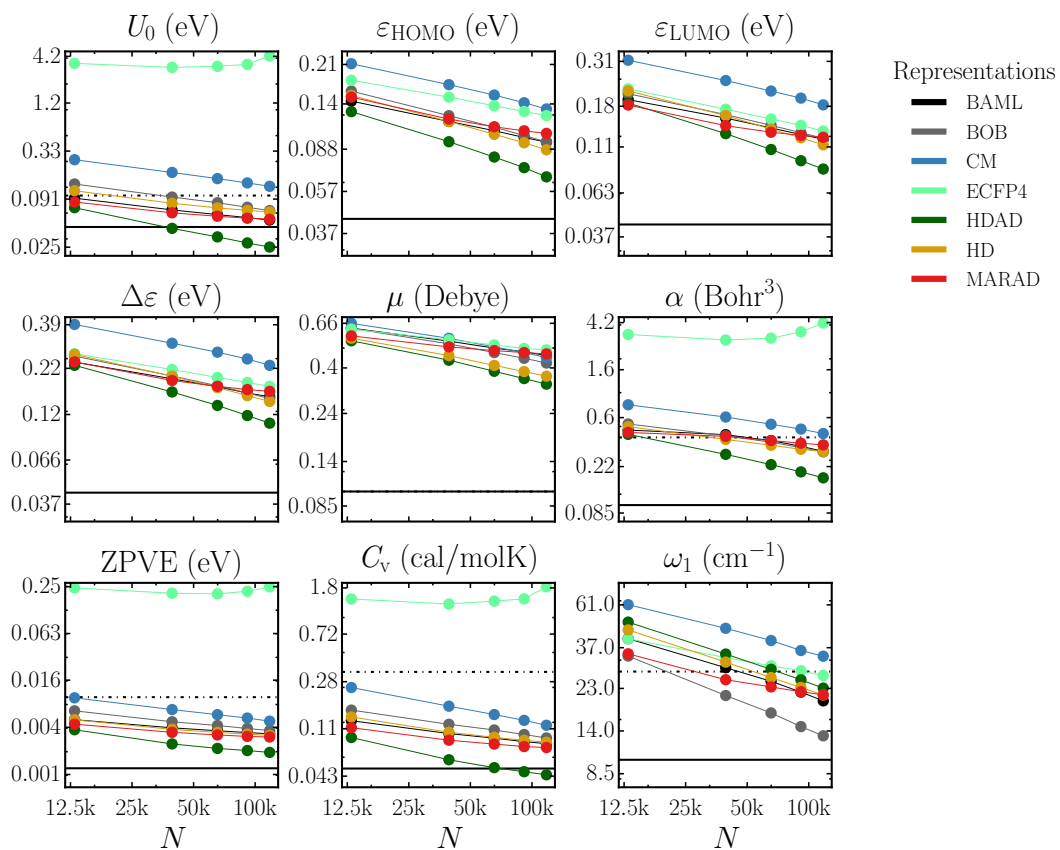 U₀ (eV)
ε_HOMO (eV)
ε_LUMO (eV)
4.2
1.2
0.33
0.091
0.025
0.21
0.14
0.088
0.057
0.037
0.31
0.18
0.11
0.063
0.037
Representations
BAML
BOB
CM
ECFP4
HDAD
HD
MARAD
Δε (eV)
μ (Debye)
α (Bohr³)
0.39
0.22
0.12
0.066
0.037
0.66
0.4
0.24
0.14
0.085
4.2
1.6
0.6
0.22
0.085
ZPVE (eV)
C_v (cal/molK)
ω₁ (cm⁻¹)
0.25
0.063
0.016
0.004
0.001
1.8
0.72
0.28
0.11
0.043
61.0
37.0
23.0
14.0
8.5
12.5k 25k 50k 100k
12.5k 25k 50k 100k
12.5k 25k 50k 100k
N
N
N